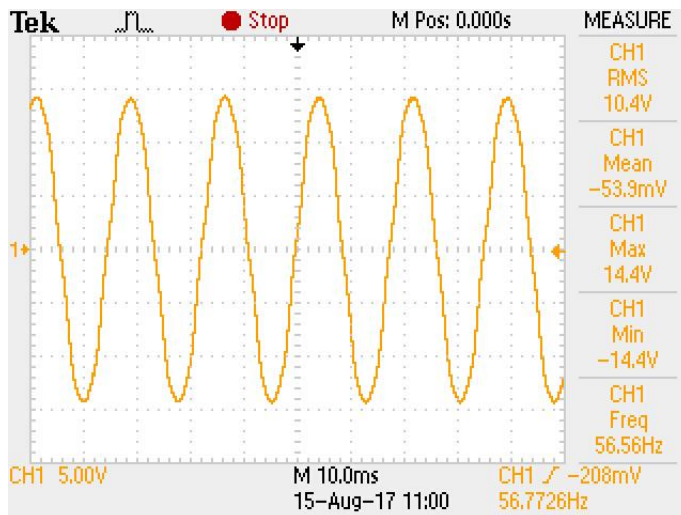 Tek Stop M Pos: 0.000s MEASURE
CH1
RMS
10.4V
CH1
Mean
-53.9mV
1
CH1
Max
14.4V
CH1
Min
-14.4V
CH1
Freq
56.56Hz
CH1 5.00V M 10.0ms CH1 -208mV
15-Aug-17 11:00 56.7726Hz